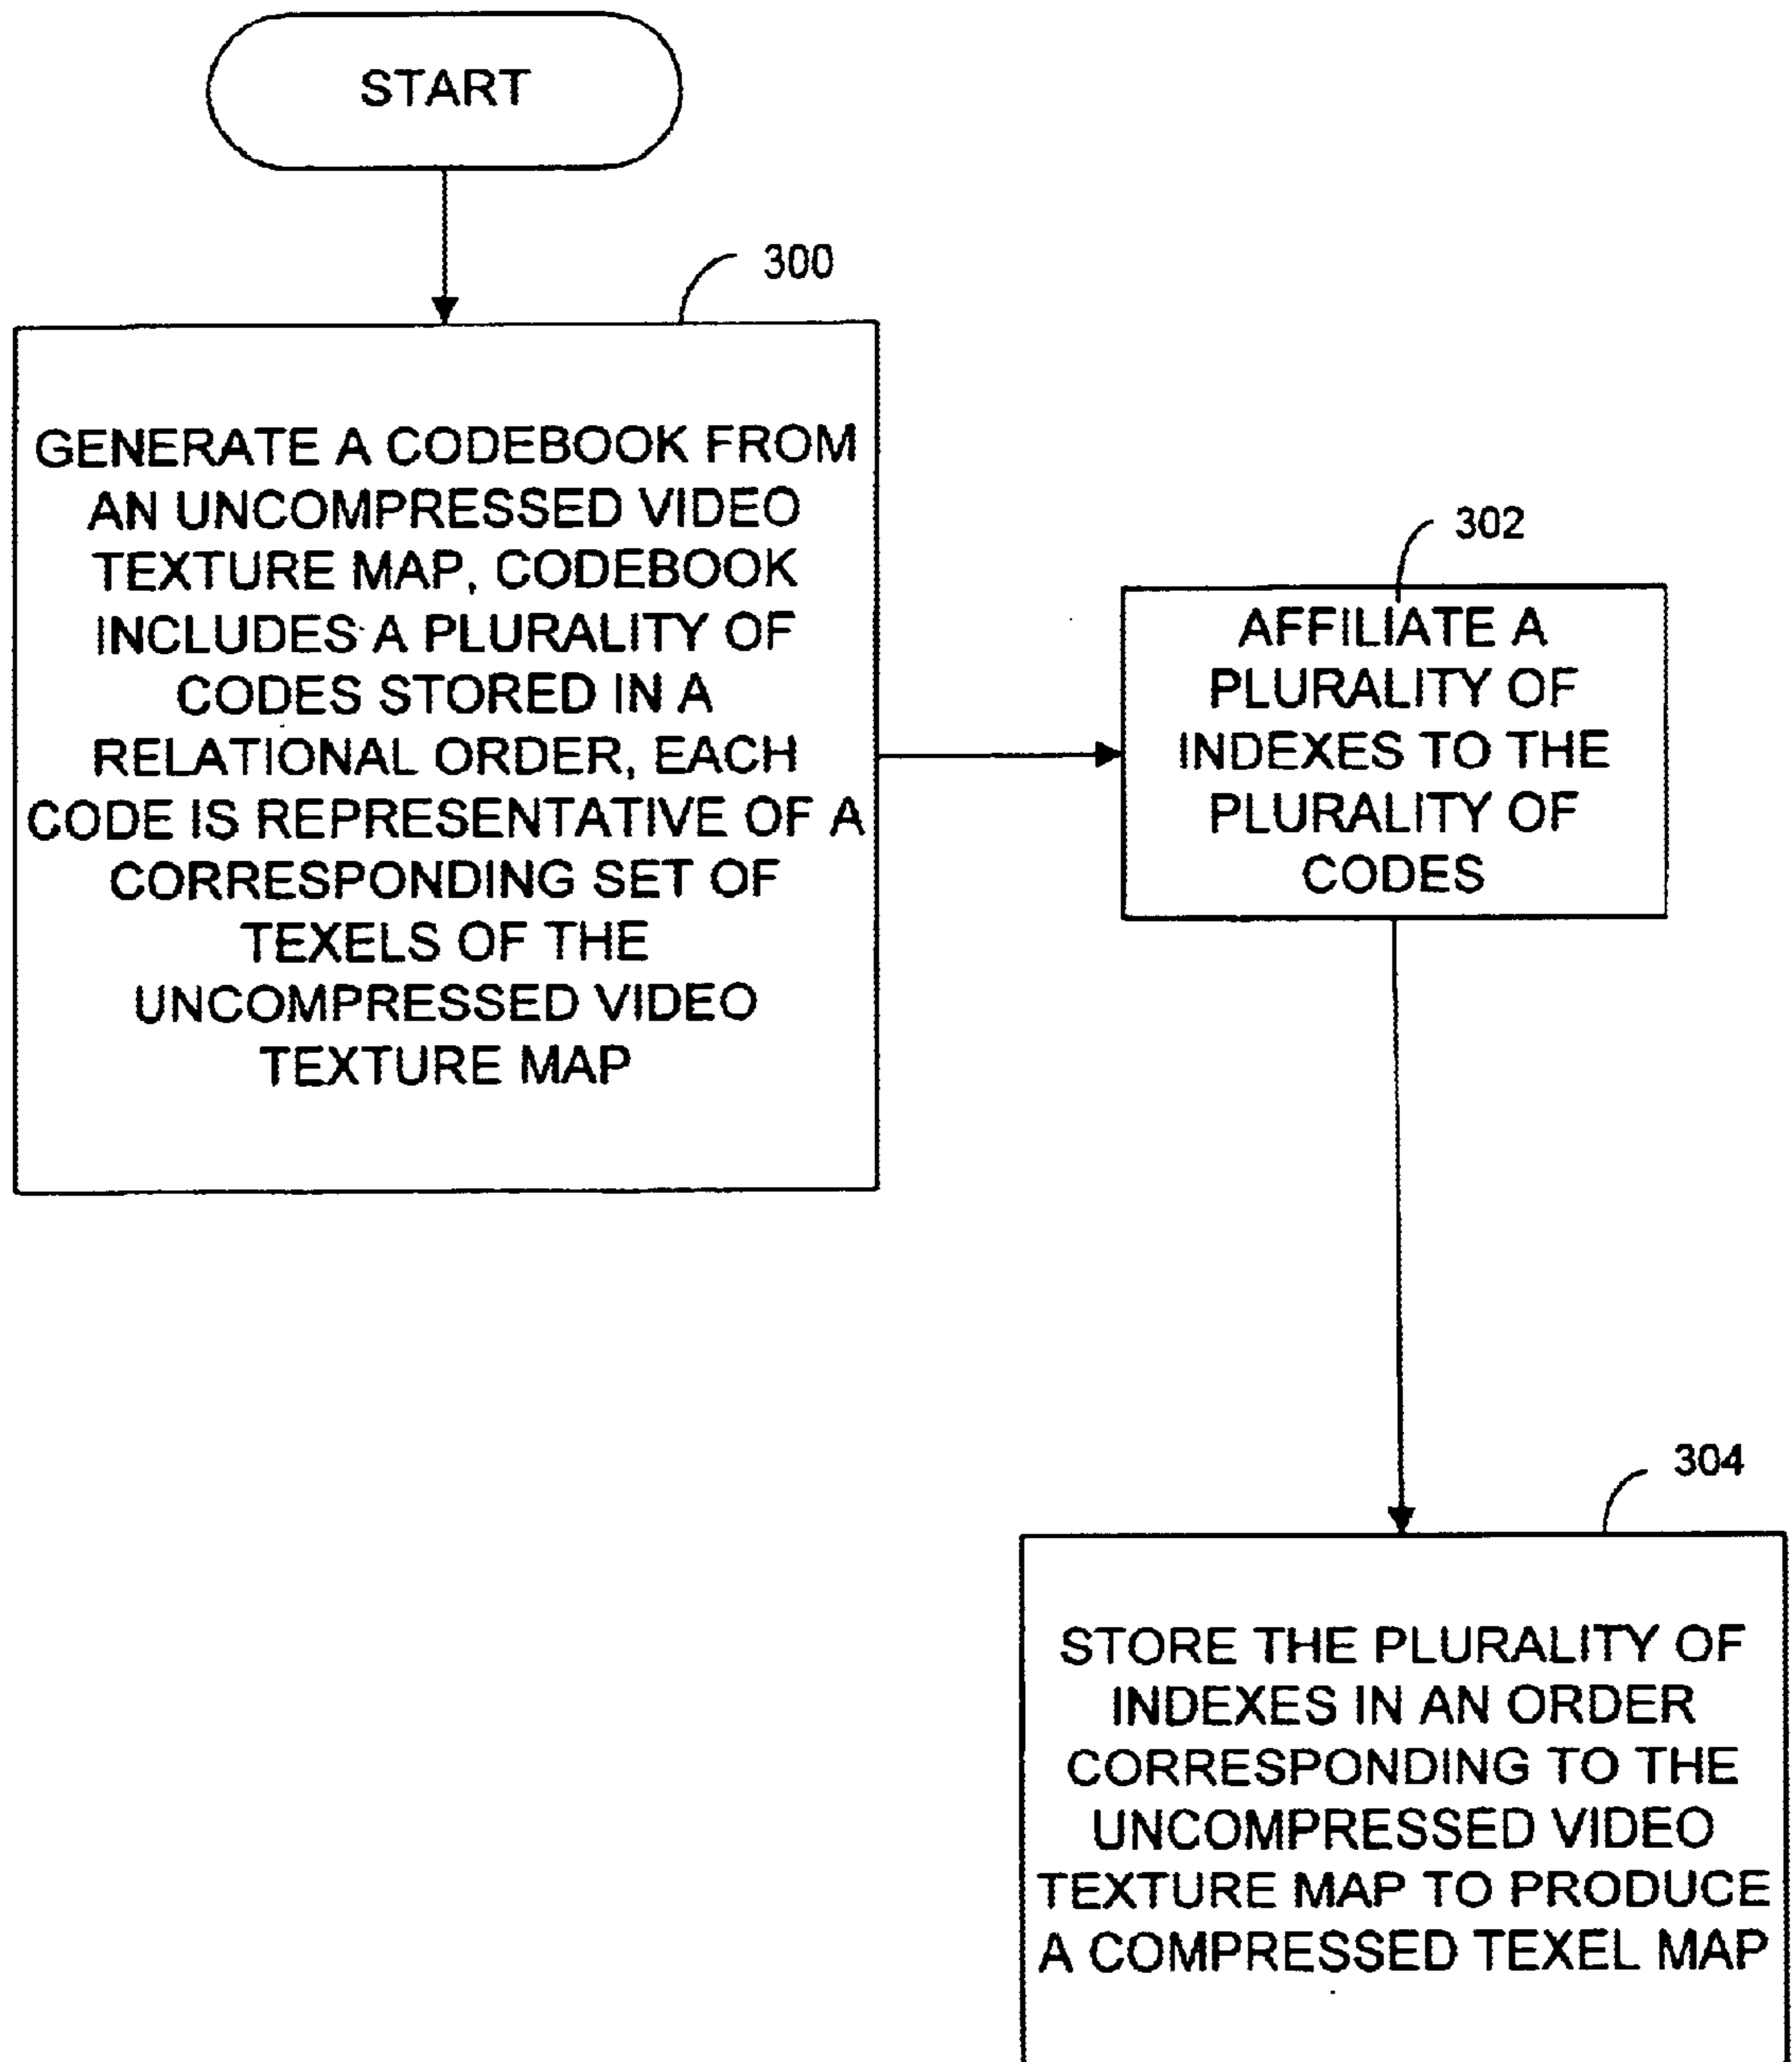 START
300
GENERATE A CODEBOOK FROM
AN UNCOMPRESSED VIDEO
TEXTURE MAP, CODEBOOK
INCLUDES A PLURALITY OF
CODES STORED IN A
RELATIONAL ORDER, EACH
CODE IS REPRESENTATIVE OF A
CORRESPONDING SET OF
TEXELS OF THE
UNCOMPRESSED VIDEO
TEXTURE MAP
302
AFFILIATE A
PLURALITY OF
INDEXES TO THE
PLURALITY OF
CODES
304
STORE THE PLURALITY OF
INDEXES IN AN ORDER
CORRESPONDING TO THE
UNCOMPRESSED VIDEO
TEXTURE MAP TO PRODUCE
A COMPRESSED TEXEL MAP